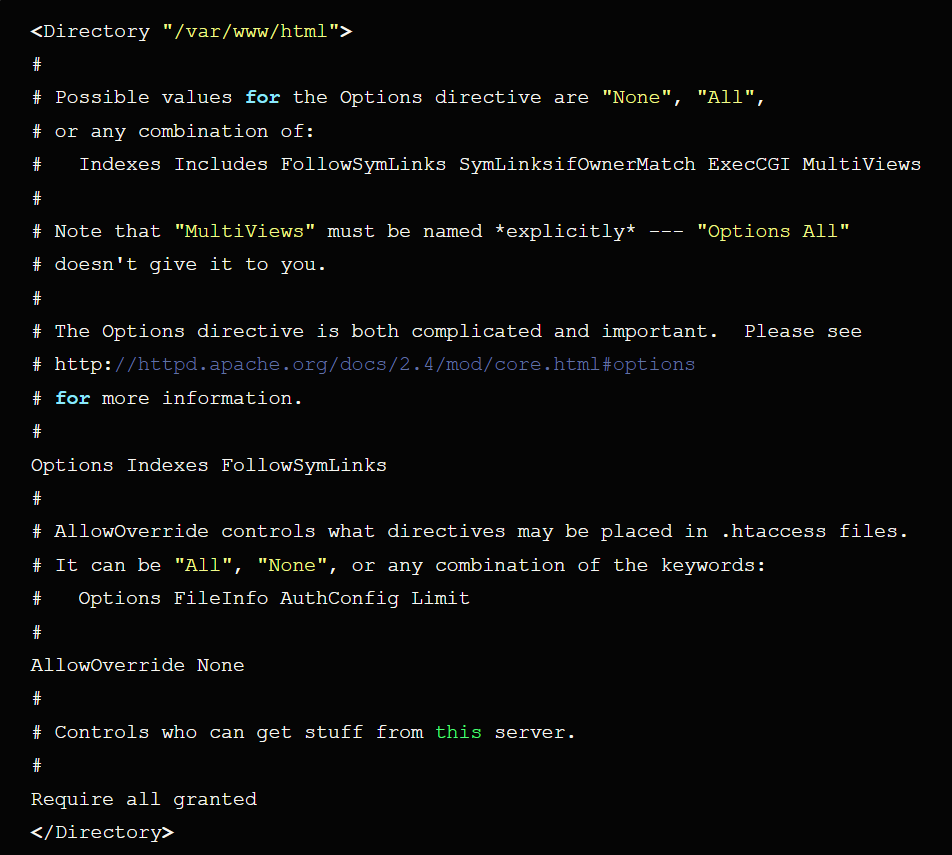 <Directory "/var/www/html">
#
# Possible values for the Options directive are "None", "All",
# or any combination of:
#   Indexes Includes FollowSymLinks SymLinksifOwnerMatch ExecCGI MultiViews
#
# Note that "MultiViews" must be named *explicitly* --- "Options All"
# doesn't give it to you.
#
# The Options directive is both complicated and important.  Please see
# http://httpd.apache.org/docs/2.4/mod/core.html#options
# for more information.
#
Options Indexes FollowSymLinks
#
# AllowOverride controls what directives may be placed in .htaccess files.
# It can be "All", "None", or any combination of the keywords:
#   Options FileInfo AuthConfig Limit
#
AllowOverride None
#
# Controls who can get stuff from this server.
#
Require all granted
</Directory>